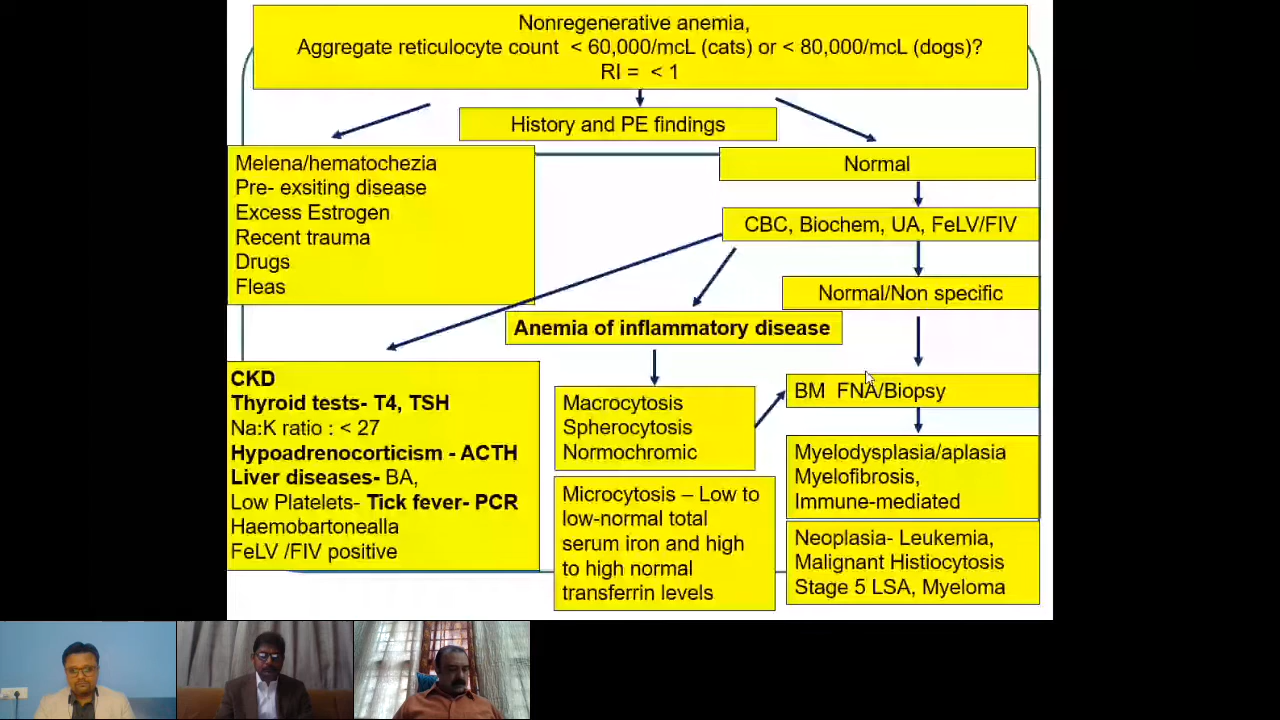 Nonregenerative anemia,
Aggregate reticulocyte count < 60,000/mcL (cats) or < 80,000/mcL (dogs)?
RI = < 1
History and PE findings
Melena/hematochezia
Pre- exsiting disease
Excess Estrogen
Recent trauma
Drugs
Fleas
Normal
CBC, Biochem, UA, FeLV/FIV
Normal/Non specific
Anemia of inflammatory disease
CKD
Thyroid tests- T4, TSH
Na:K ratio : < 27
Hypoadrenocorticism - ACTH
Liver diseases- BA,
Low Platelets- Tick fever- PCR
Haemobartonealla
FeLV /FIV positive
Macrocytosis
Spherocytosis
Normochromic
Microcytosis – Low to
low-normal total
serum iron and high
to high normal
transferrin levels
BM FNA/Biopsy
Myelodysplasia/aplasia
Myelofibrosis,
Immune-mediated
Neoplasia- Leukemia,
Malignant Histiocytosis
Stage 5 LSA, Myeloma